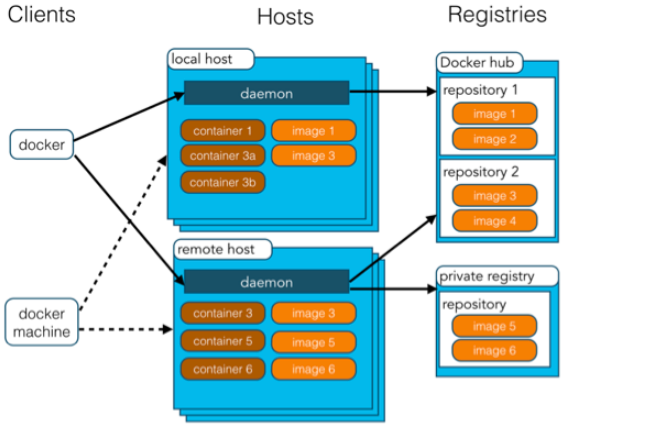 Clients
Hosts
Registries
docker
docker
machine
local host
daemon
container 1
image 1
container 3a
image 3
container 3b
remote host
daemon
container 3
image 3
container 5
image 5
container 6
image 6
Docker hub
repository 1
image 1
image 2
repository 2
image 3
image 4
private registry
repository
image 5
image 6